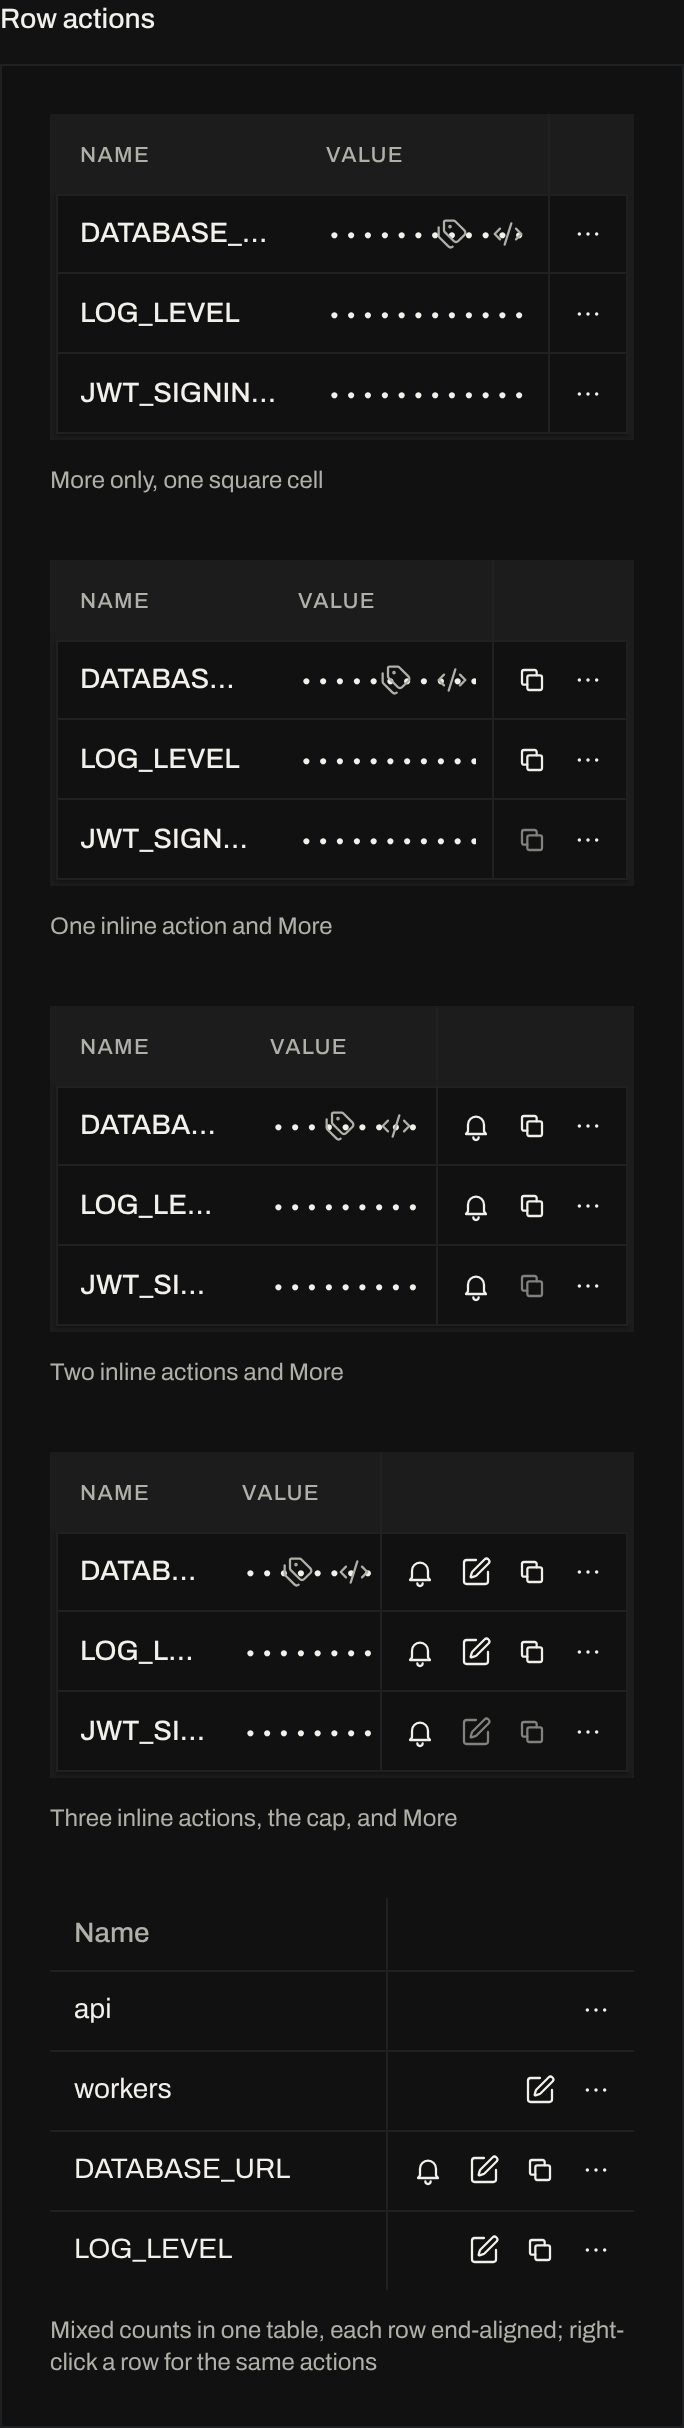 Row actions
NAME VALUE
DATABASE_... ............ ...
LOG_LEVEL ............ ...
JWT_SIGNIN... ............ ...
More only, one square cell
NAME VALUE
DATABAS... ........... ...
LOG_LEVEL ........... ...
JWT_SIGN... ........... ...
One inline action and More
NAME VALUE
DATABA... ......... ...
LOG_LE... ......... ...
JWT_SI... ......... ...
Two inline actions and More
NAME VALUE
DATAB... ........ ...
LOG_L... ........ ...
JWT_SI... ........ ...
Three inline actions, the cap, and More
Name
api ...
workers ...
DATABASE_URL ...
LOG_LEVEL ...
Mixed counts in one table, each row end-aligned; right-
click a row for the same actions